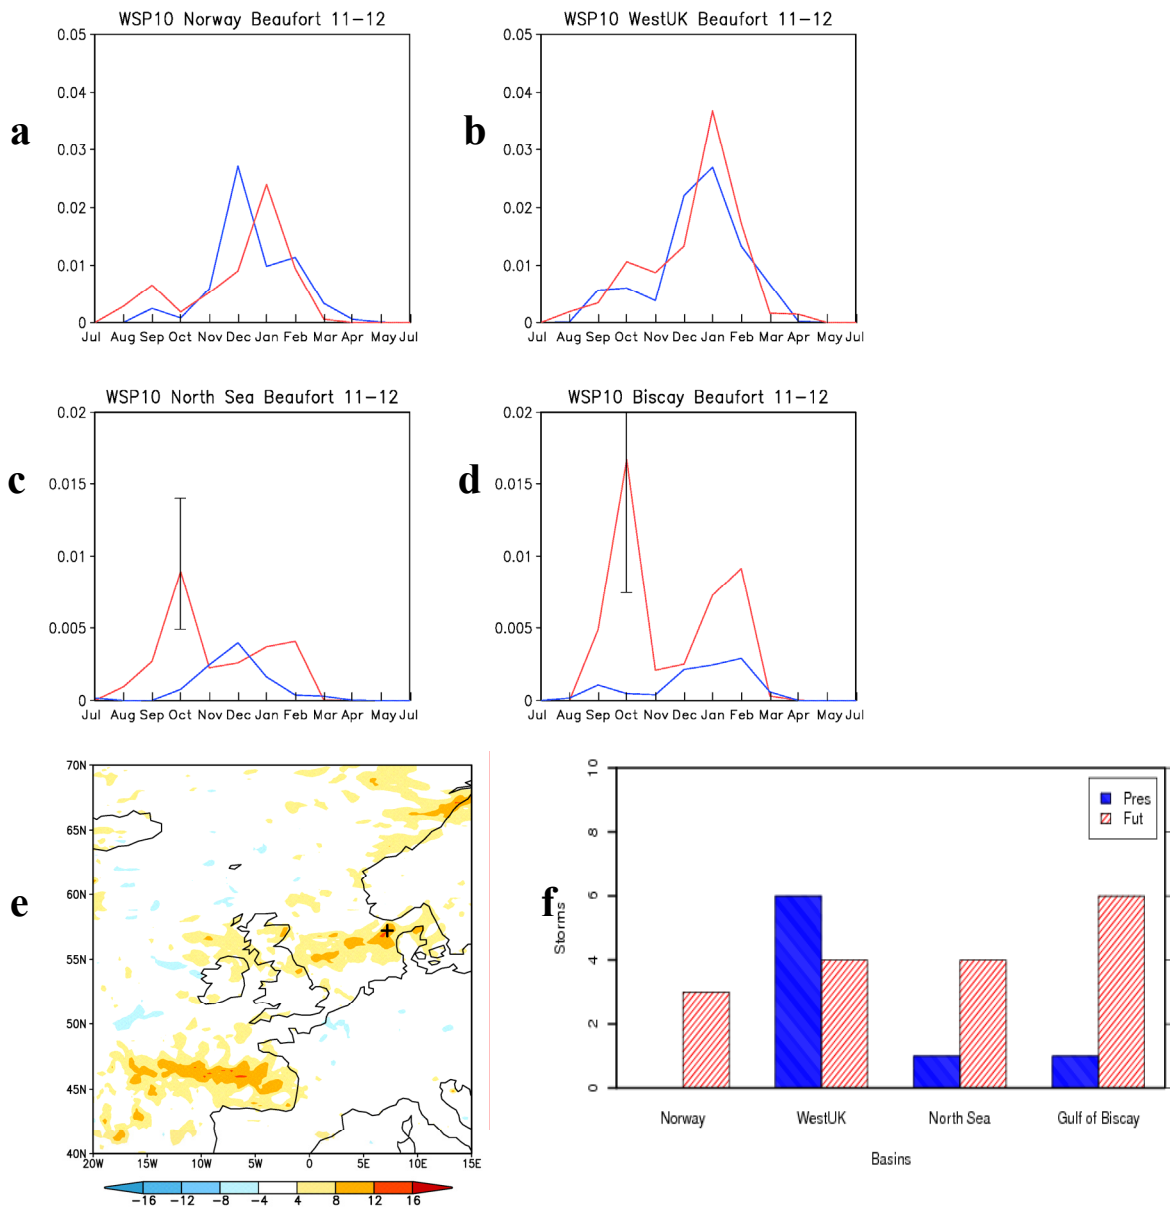 WSP10 Norway Beaufort 11-12
WSP10 WestUK Beaufort 11-12
a
b
0.05
0.04
0.03
0.02
0.01
0
Jul Aug Sep Oct Nov Dec Jan Feb Mar Apr May Jul
0.05
0.04
0.03
0.02
0.01
0
Jul Aug Sep Oct Nov Dec Jan Feb Mar Apr May Jul
WSP10 North Sea Beaufort 11-12
WSP10 Biscay Beaufort 11-12
c
d
0.02
0.015
0.01
0.005
0
Jul Aug Sep Oct Nov Dec Jan Feb Mar Apr May Jul
0.02
0.015
0.01
0.005
0
Jul Aug Sep Oct Nov Dec Jan Feb Mar Apr May Jul
e
70N
65N
60N
55N
50N
45N
40N
20W 15W 10W 5W 0 5E 10E 15E
-16 -12 -8 -4 4 8 12 16
f
Storms
10
8
6
4
2
0
Pres
Fut
Norway WestUK North Sea Gulf of Biscay
Basins